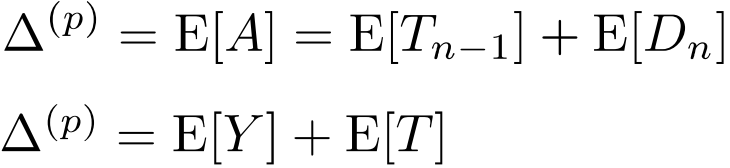 Δ^{(p)} = E[A] = E[T_{n−1}] + E[D_n]
Δ^{(p)} = E[Y] + E[T]